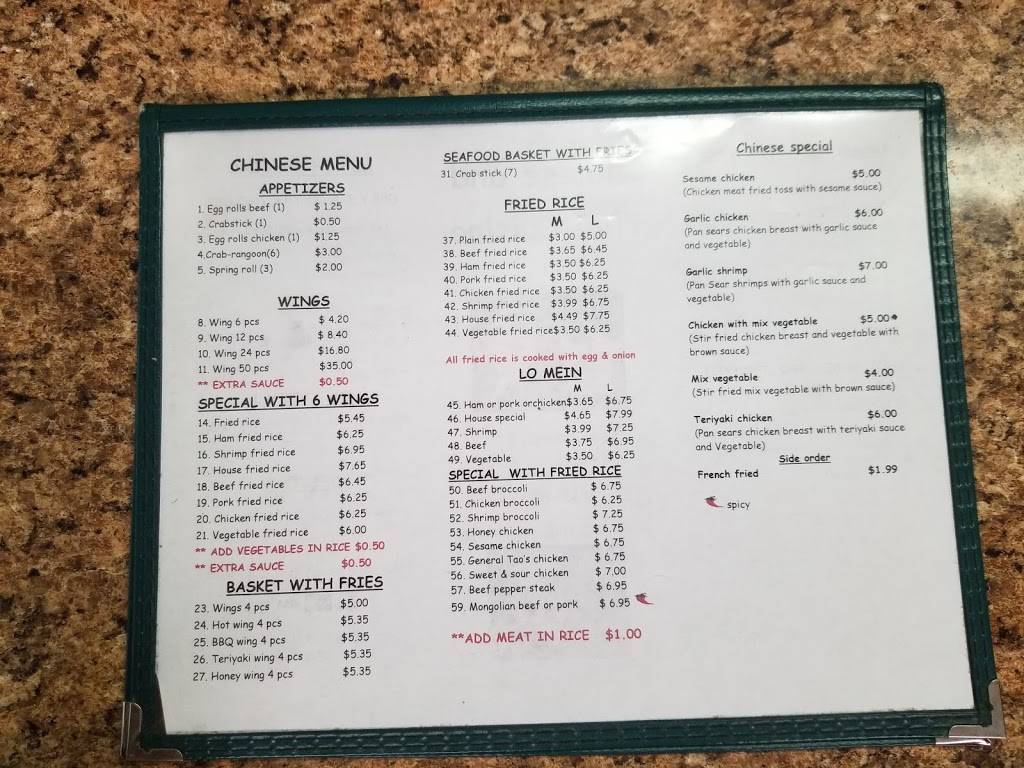 CHINESE MENU
APPETIZERS
1. Egg rolls beef (1) $ 1.25
2. Crabstick (1) $0.50
3. Egg rolls chicken (1) $1.25
4.Crab-rangoon(6) $3.00
5. Spring roll (3) $2.00
WINGS
8. Wing 6 pcs $ 4.20
9. Wing 12 pcs $ 8.40
10. Wing 24 pcs $16.80
11. Wing 50 pcs $35.00
** EXTRA SAUCE $0.50
SPECIAL WITH 6 WINGS
14. Fried rice $5.45
15. Ham fried rice $6.25
16. Shrimp fried rice $6.95
17. House fried rice $7.65
18. Beef fried rice $6.45
19. Pork fried rice $6.25
20. Chicken fried rice $6.25
21. Vegetable fried rice $6.00
** ADD VEGETABLES IN RICE $0.50
** EXTRA SAUCE $0.50
BASKET WITH FRIES
23. Wings 4 pcs $5.00
24. Hot wing 4 pcs $5.35
25. BBQ wing 4 pcs $5.35
26. Teriyaki wing 4 pcs $5.35
27. Honey wing 4 pcs $5.35
SEAFOOD BASKET WITH FRIES
31. Crab stick (7) $4.75
FRIED RICE
M L
37. Plain fried rice $3.00 $5.00
38. Beef fried rice $3.65 $6.45
39. Ham fried rice $3.50 $6.25
40. Pork fried rice $3.50 $6.25
41. Chicken fried rice $3.50 $6.25
42. Shrimp fried rice $3.99 $6.75
43. House fried rice $4.49 $7.75
44. Vegetable fried rice$3.50 $6.25
All fried rice is cooked with egg & onion
LO MEIN
M L
45. Ham or pork orchicken$3.65 $6.75
46. House special $4.65 $7.99
47. Shrimp $3.99 $7.25
48. Beef $3.75 $6.95
49. Vegetable $3.50 $6.25
SPECIAL WITH FRIED RICE
50. Beef broccoli $ 6.75
51. Chicken broccoli $ 6.25
52. Shrimp broccoli $ 7.25
53. Honey chicken $ 6.75
54. Sesame chicken $ 6.75
55. General Tao's chicken $ 6.75
56. Sweet & sour chicken $ 7.00
57. Beef pepper steak $ 6.95
59. Mongolian beef or pork $ 6.95
**ADD MEAT IN RICE $1.00
Chinese special
Sesame chicken $5.00
(Chicken meat fried toss with sesame sauce)
Garlic chicken $6.00
(Pan sears chicken breast with garlic sauce
and vegetable)
Garlic shrimp $7.00
(Pan Sear shrimps with garlic sauce and
vegetable)
Chicken with mix vegetable $5.00
(Stir fried chicken breast and vegetable with
brown sauce)
Mix vegetable $4.00
(Stir fried mix vegetable with brown sauce)
Teriyaki chicken $6.00
(Pan sears chicken breast with teriyaki sauce
and Vegetable)
Side order
French fried $1.99
spicy